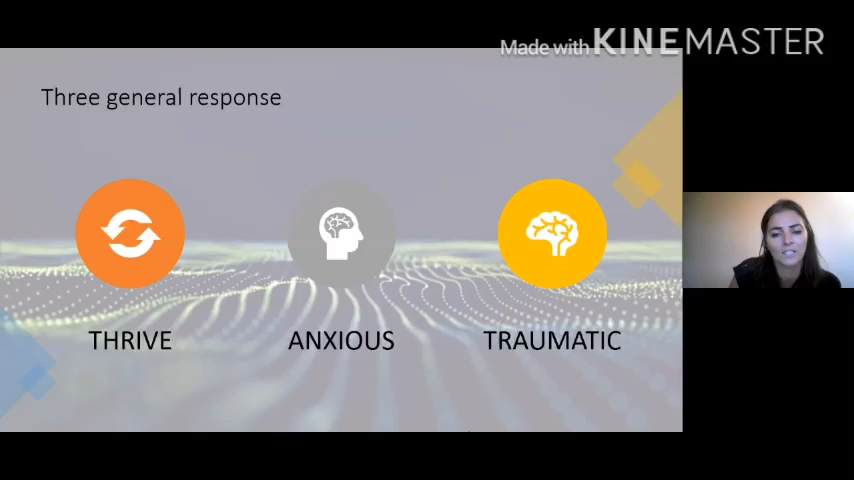 Made with KINEMASTER
Three general response
THRIVE
ANXIOUS
TRAUMATIC